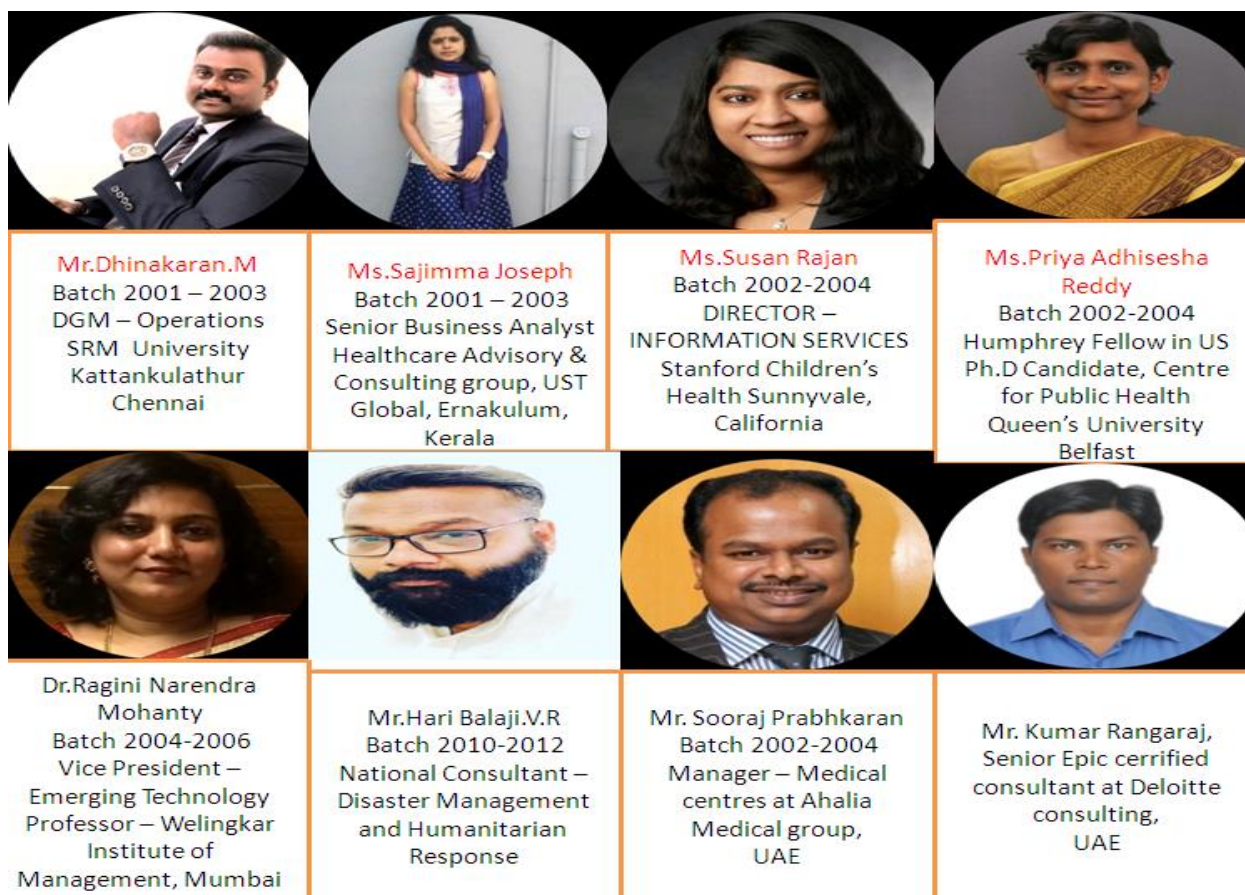 Mr.Dhinakaran.M
Batch 2001 – 2003
DGM – Operations
SRM University
Kattankulathur
Chennai
Ms.Sajimma Joseph
Batch 2001 – 2003
Senior Business Analyst
Healthcare Advisory &
Consulting group, UST
Global, Ernakulum,
Kerala
Ms.Susan Rajan
Batch 2002-2004
DIRECTOR –
INFORMATION SERVICES
Stanford Children's
Health Sunnyvale,
California
Ms.Priya Adhisesha
Reddy
Batch 2002-2004
Humphrey Fellow in US
Ph.D Candidate, Centre
for Public Health
Queen's University
Belfast
Dr.Ragini Narendra
Mohanty
Batch 2004-2006
Vice President –
Emerging Technology
Professor – Welingkar
Institute of
Management, Mumbai
Mr.Hari Balaji.V.R
Batch 2010-2012
National Consultant –
Disaster Management
and Humanitarian
Response
Mr. Sooraj Prabhkaran
Batch 2002-2004
Manager – Medical
centres at Ahalia
Medical group,
UAE
Mr. Kumar Rangaraj,
Senior Epic cerrified
consultant at Deloitte
consulting,
UAE